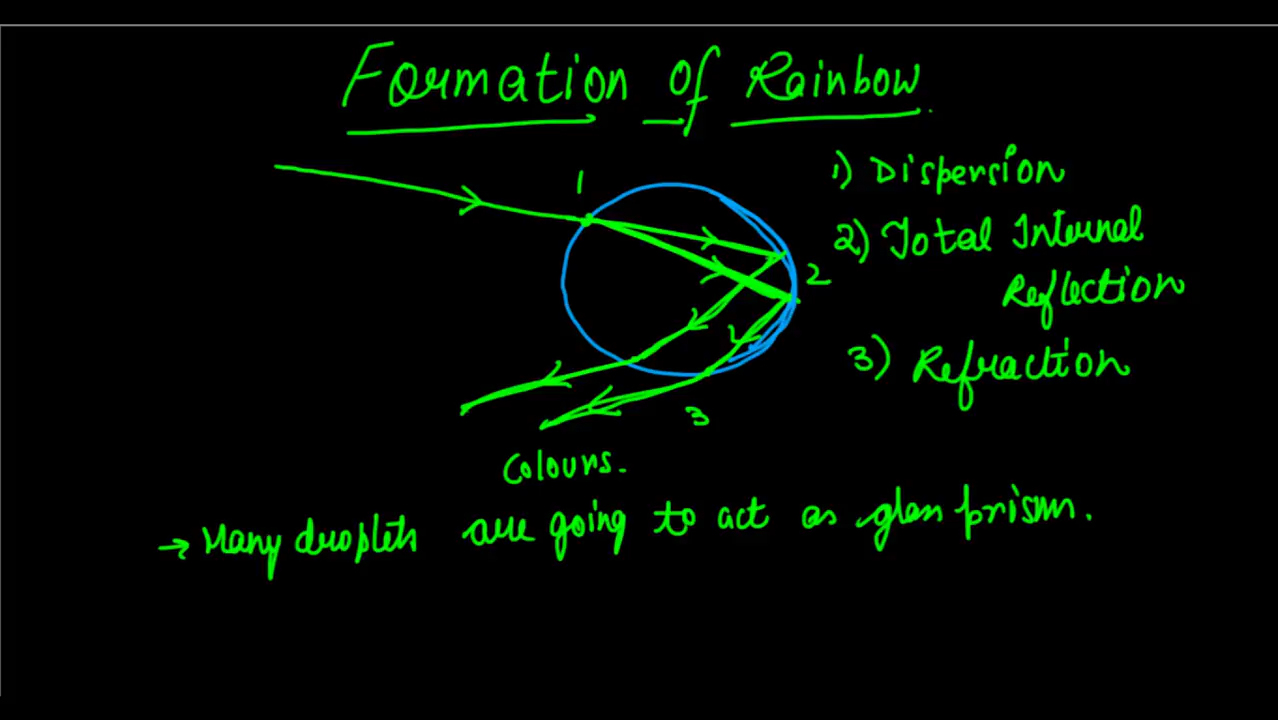 Formation of Rainbow.
1
1) Dispersion
2) Total Internal
Reflection
2
3) Refraction
3
Colours.
→ Many droplets are going to act as glass prism.